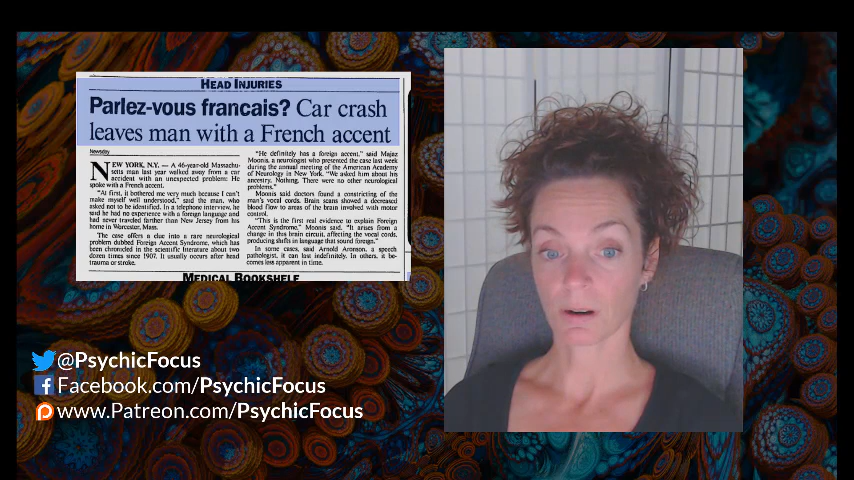 HEAD INJURIES
Parlez-vous francais? Car crash
leaves man with a French accent
Newsday
NEW YORK, N.Y. — A 46-year-old Massachu-
setts man last year walked away from a car
accident with an unexpected problem: He
spoke with a French accent.
"At first, it bothered me very much because I can't
make myself well understood," said the man, who
asked not to be identified. In a telephone interview, he
said he had no experience with a foreign language and
had never traveled farther than New Jersey from his
home in Worcester, Mass.
The case offers a clue into a rare neurological
problem dubbed Foreign Accent Syndrome, which has
been chronicled in the scientific literature about two
dozen times since 1907. It usually occurs after head
trauma or stroke.
"He definitely has a foreign accent," said Majaz
Moonis, a neurologist who presented the case last week
during the annual meeting of the American Academy
of Neurology in New York. "We asked him about his
ancestry. Nothing. There were no other neurological
problems."
Moonis said doctors found a constricting of the
man's vocal cords. Brain scans showed a decreased
blood flow to areas of the brain involved with motor
control.
"This is the first real evidence to explain Foreign
Accent Syndrome," Moonis said. "It arises from a
change in this brain circuit, affecting the vocal cords,
producing shifts in language that sound foreign."
In some cases, said Arnold Aronson, a speech
pathologist, it can last indefinitely. In others, it be-
comes less apparent in time.
MEDICAL BOOKSHELF
@PsychicFocus
Facebook.com/PsychicFocus
www.Patreon.com/PsychicFocus